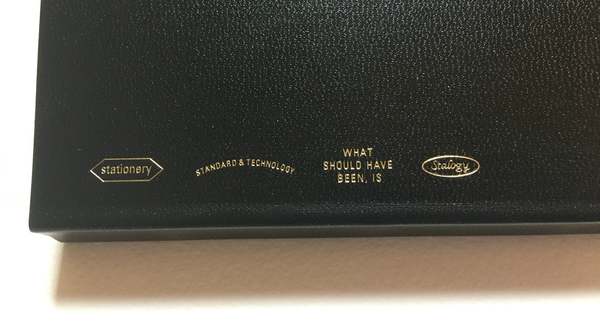 stationery
STANDARD & TECHNOLOGY
WHAT
SHOULD HAVE
BEEN, IS
Stalogy